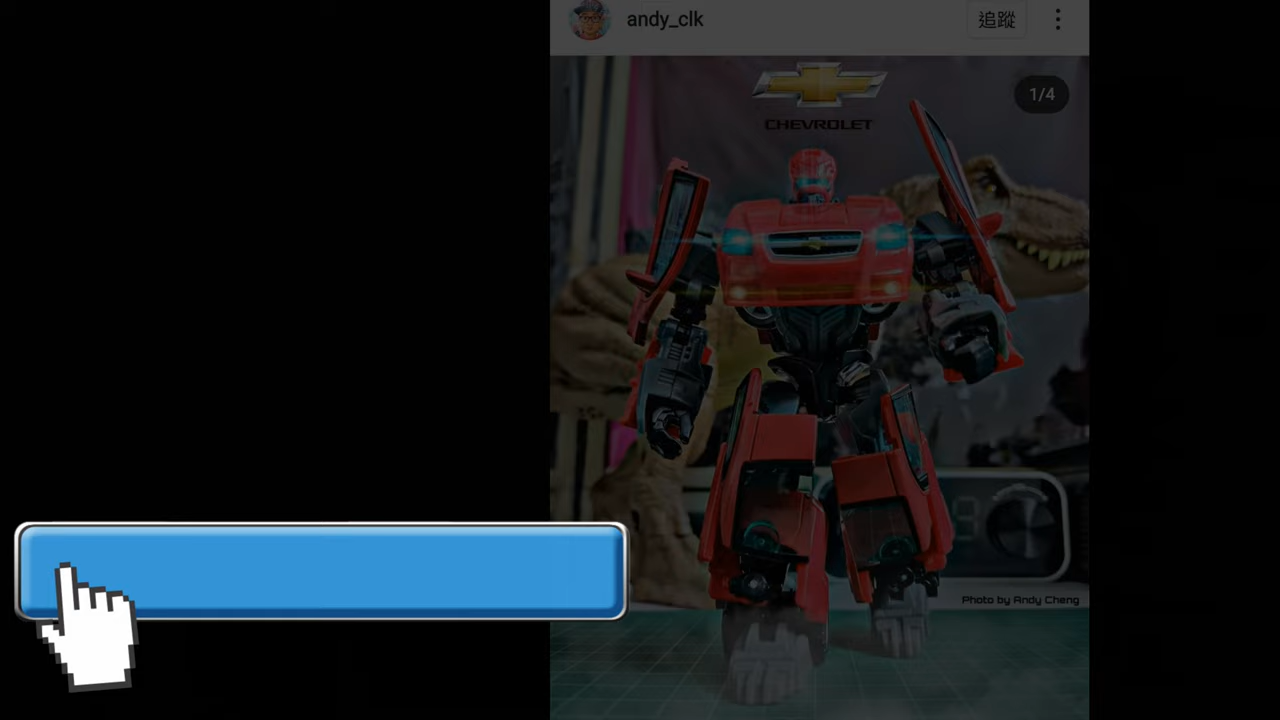 andy_clk
追蹤
1/4
CHEVROLET
Photo by Andy Cheng